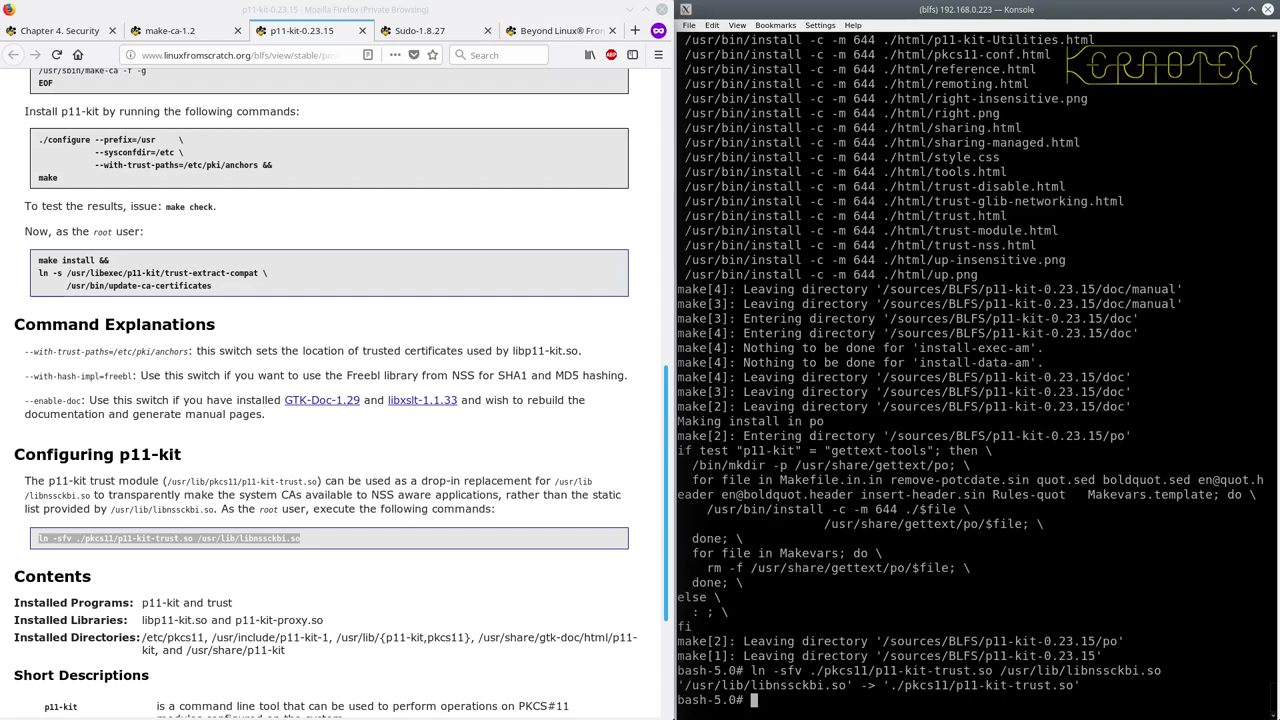 p11-kit-0.23.15 - Mozilla Firefox (Private Browsing)
Chapter 4. Security
make-ca-1.2
p11-kit-0.23.15
Sudo-1.8.27
Beyond Linux® From
www.linuxfromscratch.org/blfs/view/stable/pos
Search
/usr/sbin/make-ca -f -g
EOF
Install p11-kit by running the following commands:
./configure --prefix=/usr \
--sysconfdir=/etc \
--with-trust-paths=/etc/pki/anchors &&
make
To test the results, issue: make check.
Now, as the root user:
make install &&
ln -s /usr/libexec/p11-kit/trust-extract-compat \
/usr/bin/update-ca-certificates
Command Explanations
--with-trust-paths=/etc/pki/anchors: this switch sets the location of trusted certificates used by libp11-kit.so.
--with-hash-impl=freebl: Use this switch if you want to use the Freebl library from NSS for SHA1 and MD5 hashing.
--enable-doc: Use this switch if you have installed GTK-Doc-1.29 and libxslt-1.1.33 and wish to rebuild the
documentation and generate manual pages.
Configuring p11-kit
The p11-kit trust module (/usr/lib/pkcs11/p11-kit-trust.so) can be used as a drop-in replacement for /usr/lib
/libnssckbi.so to transparently make the system CAs available to NSS aware applications, rather than the static
list provided by /usr/lib/libnssckbi.so. As the root user, execute the following commands:
ln -sfv ./pkcs11/p11-kit-trust.so /usr/lib/libnssckbi.so
Contents
Installed Programs: p11-kit and trust
Installed Libraries: libp11-kit.so and p11-kit-proxy.so
Installed Directories: /etc/pkcs11, /usr/include/p11-kit-1, /usr/lib/{p11-kit,pkcs11}, /usr/share/gtk-doc/html/p11-
kit, and /usr/share/p11-kit
Short Descriptions
p11-kit is a command line tool that can be used to perform operations on PKCS#11
modules configured on the system.
(blfs) 192.168.0.223 — Konsole
File Edit View Bookmarks Settings Help
KERAOTEX
/usr/bin/install -c -m 644 ./html/p11-kit-Utilities.html
/usr/bin/install -c -m 644 ./html/pkcs11-conf.html
/usr/bin/install -c -m 644 ./html/reference.html
/usr/bin/install -c -m 644 ./html/remoting.html
/usr/bin/install -c -m 644 ./html/right-insensitive.png
/usr/bin/install -c -m 644 ./html/right.png
/usr/bin/install -c -m 644 ./html/sharing.html
/usr/bin/install -c -m 644 ./html/sharing-managed.html
/usr/bin/install -c -m 644 ./html/style.css
/usr/bin/install -c -m 644 ./html/tools.html
/usr/bin/install -c -m 644 ./html/trust-disable.html
/usr/bin/install -c -m 644 ./html/trust-glib-networking.html
/usr/bin/install -c -m 644 ./html/trust.html
/usr/bin/install -c -m 644 ./html/trust-module.html
/usr/bin/install -c -m 644 ./html/trust-nss.html
/usr/bin/install -c -m 644 ./html/up-insensitive.png
/usr/bin/install -c -m 644 ./html/up.png
make[4]: Leaving directory '/sources/BLFS/p11-kit-0.23.15/doc/manual'
make[3]: Leaving directory '/sources/BLFS/p11-kit-0.23.15/doc/manual'
make[3]: Entering directory '/sources/BLFS/p11-kit-0.23.15/doc'
make[4]: Entering directory '/sources/BLFS/p11-kit-0.23.15/doc'
make[4]: Nothing to be done for 'install-exec-am'.
make[4]: Nothing to be done for 'install-data-am'.
make[4]: Leaving directory '/sources/BLFS/p11-kit-0.23.15/doc'
make[3]: Leaving directory '/sources/BLFS/p11-kit-0.23.15/doc'
make[2]: Leaving directory '/sources/BLFS/p11-kit-0.23.15/doc'
Making install in po
make[2]: Entering directory '/sources/BLFS/p11-kit-0.23.15/po'
if test "p11-kit" = "gettext-tools"; then \
/bin/mkdir -p /usr/share/gettext/po; \
for file in Makefile.in.in remove-potcdate.sin quot.sed boldquot.sed en@quot.h
eader en@boldquot.header insert-header.sin Rules-quot Makevars.template; do \
/usr/bin/install -c -m 644 ./$file \
/usr/share/gettext/po/$file; \
done; \
for file in Makevars; do \
rm -f /usr/share/gettext/po/$file; \
done; \
else \
: ; \
fi
make[2]: Leaving directory '/sources/BLFS/p11-kit-0.23.15/po'
make[1]: Leaving directory '/sources/BLFS/p11-kit-0.23.15'
bash-5.0# ln -sfv ./pkcs11/p11-kit-trust.so /usr/lib/libnssckbi.so
'/usr/lib/libnssckbi.so' -> './pkcs11/p11-kit-trust.so'
bash-5.0#